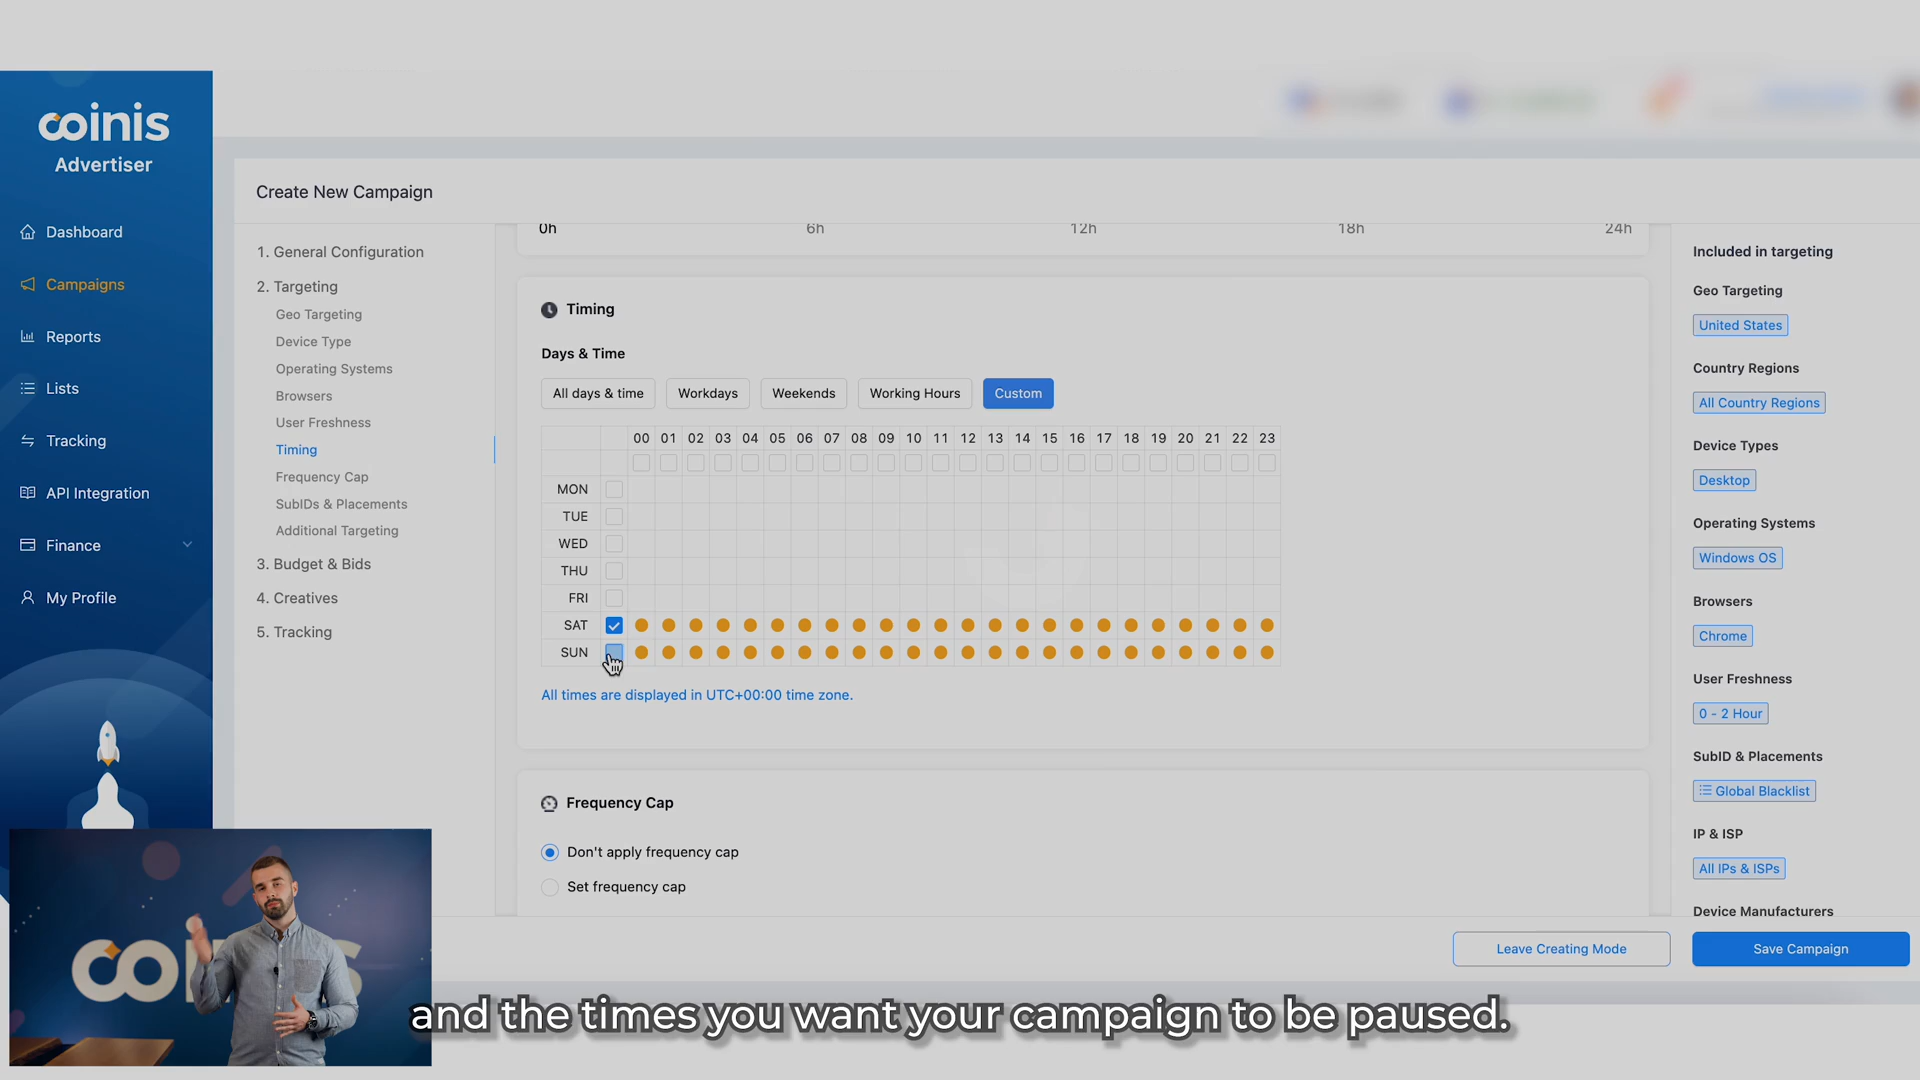 coinis
Advertiser
Dashboard
Campaigns
Reports
Lists
Tracking
API Integration
Finance
My Profile
Create New Campaign
1. General Configuration
2. Targeting
Geo Targeting
Device Type
Operating Systems
Browsers
User Freshness
Timing
Frequency Cap
SubIDs & Placements
Additional Targeting
3. Budget & Bids
4. Creatives
5. Tracking
0h 6h 12h 18h 24h
Timing
Days & Time
All days & time Workdays Weekends Working Hours Custom
00 01 02 03 04 05 06 07 08 09 10 11 12 13 14 15 16 17 18 19 20 21 22 23
MON
TUE
WED
THU
FRI
SAT
SUN
All times are displayed in UTC+00:00 time zone.
Frequency Cap
Don't apply frequency cap
Set frequency cap
Included in targeting
Geo Targeting
United States
Country Regions
All Country Regions
Device Types
Desktop
Operating Systems
Windows OS
Browsers
Chrome
User Freshness
0 - 2 Hour
SubID & Placements
Global Blacklist
IP & ISP
All IPs & ISPs
Device Manufacturers
Leave Creating Mode
Save Campaign
and the times you want your campaign to be paused.